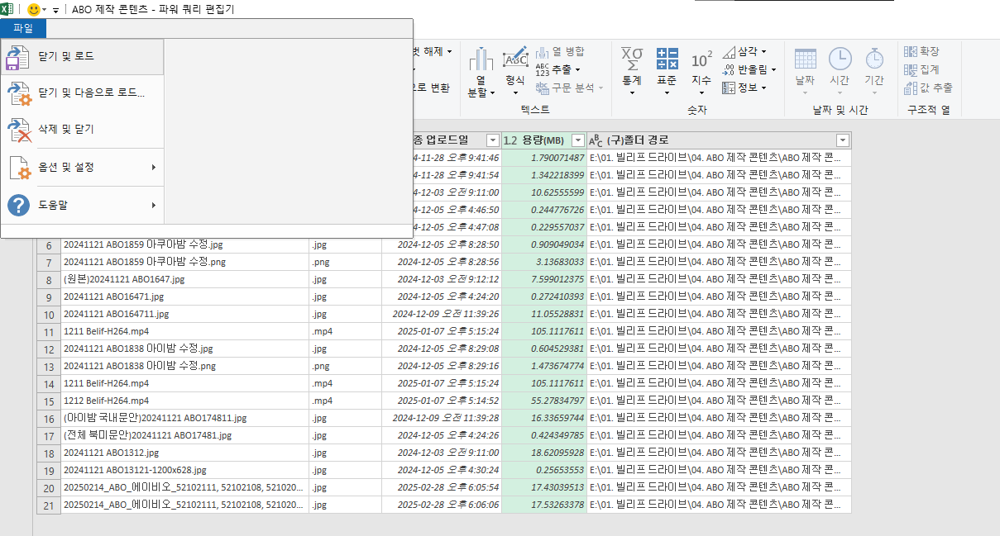 ABO 제작 콘텐츠 - 파워 쿼리 편집기
파일
닫기 및 로드
닫기 및 다음으로 로드...
삭제 및 닫기
옵션 및 설정
도움말
벗 해제
으로 변환
열 분할
형식
열 병합
추출
구문 분석
텍스트
통계
표준
지수
삼각
반올림
정보
숫자
날짜
시간
기간
날짜 및 시간
확장
집계
값 추출
구조적 열
종 업로드일 1.2 용량(MB) (구)폴더 경로
4-11-28 오후 9:41:46 1.790071487 E:\01. 빌리프 드라이브\04. ABO 제작 콘텐츠\ABO 제작 콘...
4-11-28 오후 9:41:54 1.342218399 E:\01. 빌리프 드라이브\04. ABO 제작 콘텐츠\ABO 제작 콘...
4-12-03 오전 9:11:00 10.62555599 E:\01. 빌리프 드라이브\04. ABO 제작 콘텐츠\ABO 제작 콘...
4-12-05 오후 4:46:50 0.244776726 E:\01. 빌리프 드라이브\04. ABO 제작 콘텐츠\ABO 제작 콘...
4-12-05 오후 4:47:08 0.229557037 E:\01. 빌리프 드라이브\04. ABO 제작 콘텐츠\ABO 제작 콘...
6 20241121 ABO1859 아쿠아밤 수정.jpg .jpg 2024-12-05 오후 8:28:50 0.909049034 E:\01. 빌리프 드라이브\04. ABO 제작 콘텐츠\ABO 제작 콘...
7 20241121 ABO1859 아쿠아밤 수정.png .png 2024-12-05 오후 8:28:56 3.13683033 E:\01. 빌리프 드라이브\04. ABO 제작 콘텐츠\ABO 제작 콘...
8 (원본)20241121 ABO1647.jpg .jpg 2024-12-03 오후 9:12:12 7.599012375 E:\01. 빌리프 드라이브\04. ABO 제작 콘텐츠\ABO 제작 콘...
9 20241121 ABO16471.jpg .jpg 2024-12-05 오후 4:24:20 0.272410393 E:\01. 빌리프 드라이브\04. ABO 제작 콘텐츠\ABO 제작 콘...
10 20241121 ABO164711.jpg .jpg 2024-12-09 오전 11:39:26 11.05528831 E:\01. 빌리프 드라이브\04. ABO 제작 콘텐츠\ABO 제작 콘...
11 1211 Belif-H264.mp4 .mp4 2025-01-07 오후 5:15:24 105.1117611 E:\01. 빌리프 드라이브\04. ABO 제작 콘텐츠\ABO 제작 콘...
12 20241121 ABO1838 아이밤 수정.jpg .jpg 2024-12-05 오후 8:29:08 0.604529381 E:\01. 빌리프 드라이브\04. ABO 제작 콘텐츠\ABO 제작 콘...
13 20241121 ABO1838 아이밤 수정.png .png 2024-12-05 오후 8:29:16 1.473674774 E:\01. 빌리프 드라이브\04. ABO 제작 콘텐츠\ABO 제작 콘...
14 1211 Belif-H264.mp4 .mp4 2025-01-07 오후 5:15:24 105.1117611 E:\01. 빌리프 드라이브\04. ABO 제작 콘텐츠\ABO 제작 콘...
15 1212 Belif-H264.mp4 .mp4 2025-01-07 오후 5:14:52 55.27834797 E:\01. 빌리프 드라이브\04. ABO 제작 콘텐츠\ABO 제작 콘...
16 (아이밤 국내문안)20241121 ABO174811.jpg .jpg 2024-12-09 오전 11:39:28 16.33659744 E:\01. 빌리프 드라이브\04. ABO 제작 콘텐츠\ABO 제작 콘...
17 (전체 북미문안)20241121 ABO17481.jpg .jpg 2024-12-05 오후 4:24:26 0.424349785 E:\01. 빌리프 드라이브\04. ABO 제작 콘텐츠\ABO 제작 콘...
18 20241121 ABO1312.jpg .jpg 2024-12-03 오전 9:11:00 18.62095928 E:\01. 빌리프 드라이브\04. ABO 제작 콘텐츠\ABO 제작 콘...
19 20241121 ABO13121-1200x628.jpg .jpg 2024-12-05 오후 4:30:24 0.25653553 E:\01. 빌리프 드라이브\04. ABO 제작 콘텐츠\ABO 제작 콘...
20 20250214_ABO_에이비오_52102111, 52102108, 521020... .jpg 2025-02-28 오후 6:05:54 17.43039513 E:\01. 빌리프 드라이브\04. ABO 제작 콘텐츠\ABO 제작 콘...
21 20250214_ABO_에이비오_52102111, 52102108, 521020... .jpg 2025-02-28 오후 6:06:06 17.53263378 E:\01. 빌리프 드라이브\04. ABO 제작 콘텐츠\ABO 제작 콘...